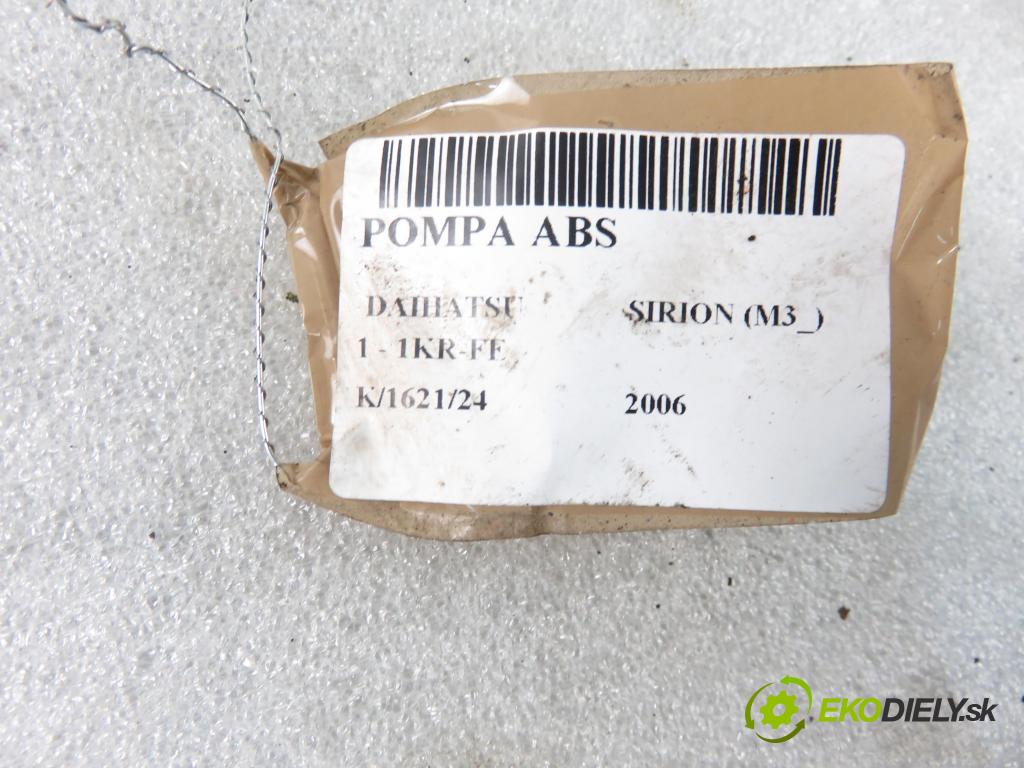 POMPA ABS
DAIHATSU SIRION (M3_)
1 - 1KR-FE
K/1621/24 2006
EKODIELY.sk